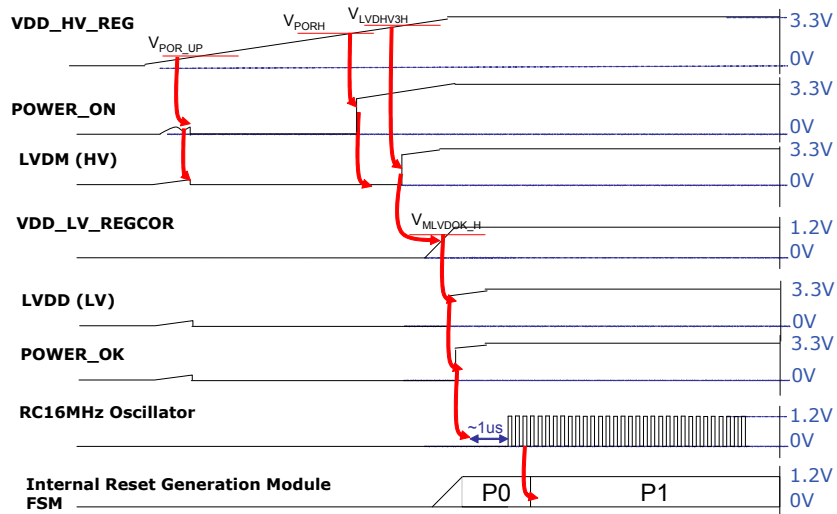 VDD_HV_REG
V_POR_UP
V_PORH
V_LVDHV3H
3.3V
0V
POWER_ON
3.3V
0V
LVDM (HV)
3.3V
0V
VDD_LV_REGCOR
V_MLVDOK_H
1.2V
0V
LVDD (LV)
3.3V
0V
POWER_OK
3.3V
0V
RC16MHz Oscillator
~1us
1.2V
0V
Internal Reset Generation Module
FSM
P0
P1
1.2V
0V